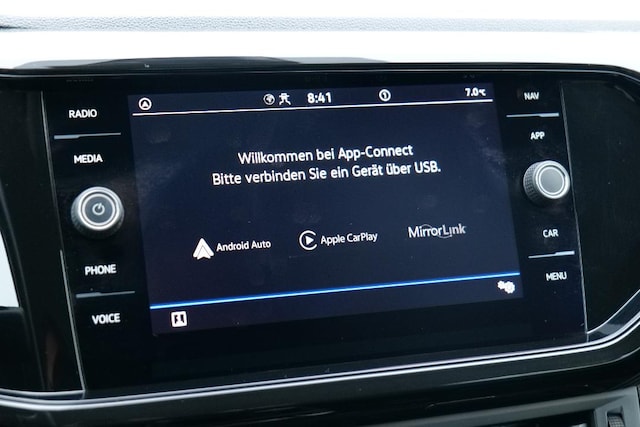 RADIO
MEDIA
PHONE
VOICE
8:41
7.0°C
Willkommen bei App-Connect
Bitte verbinden Sie ein Gerät über USB.
Android Auto
Apple CarPlay
MirrorLink
NAV
APP
CAR
MENU